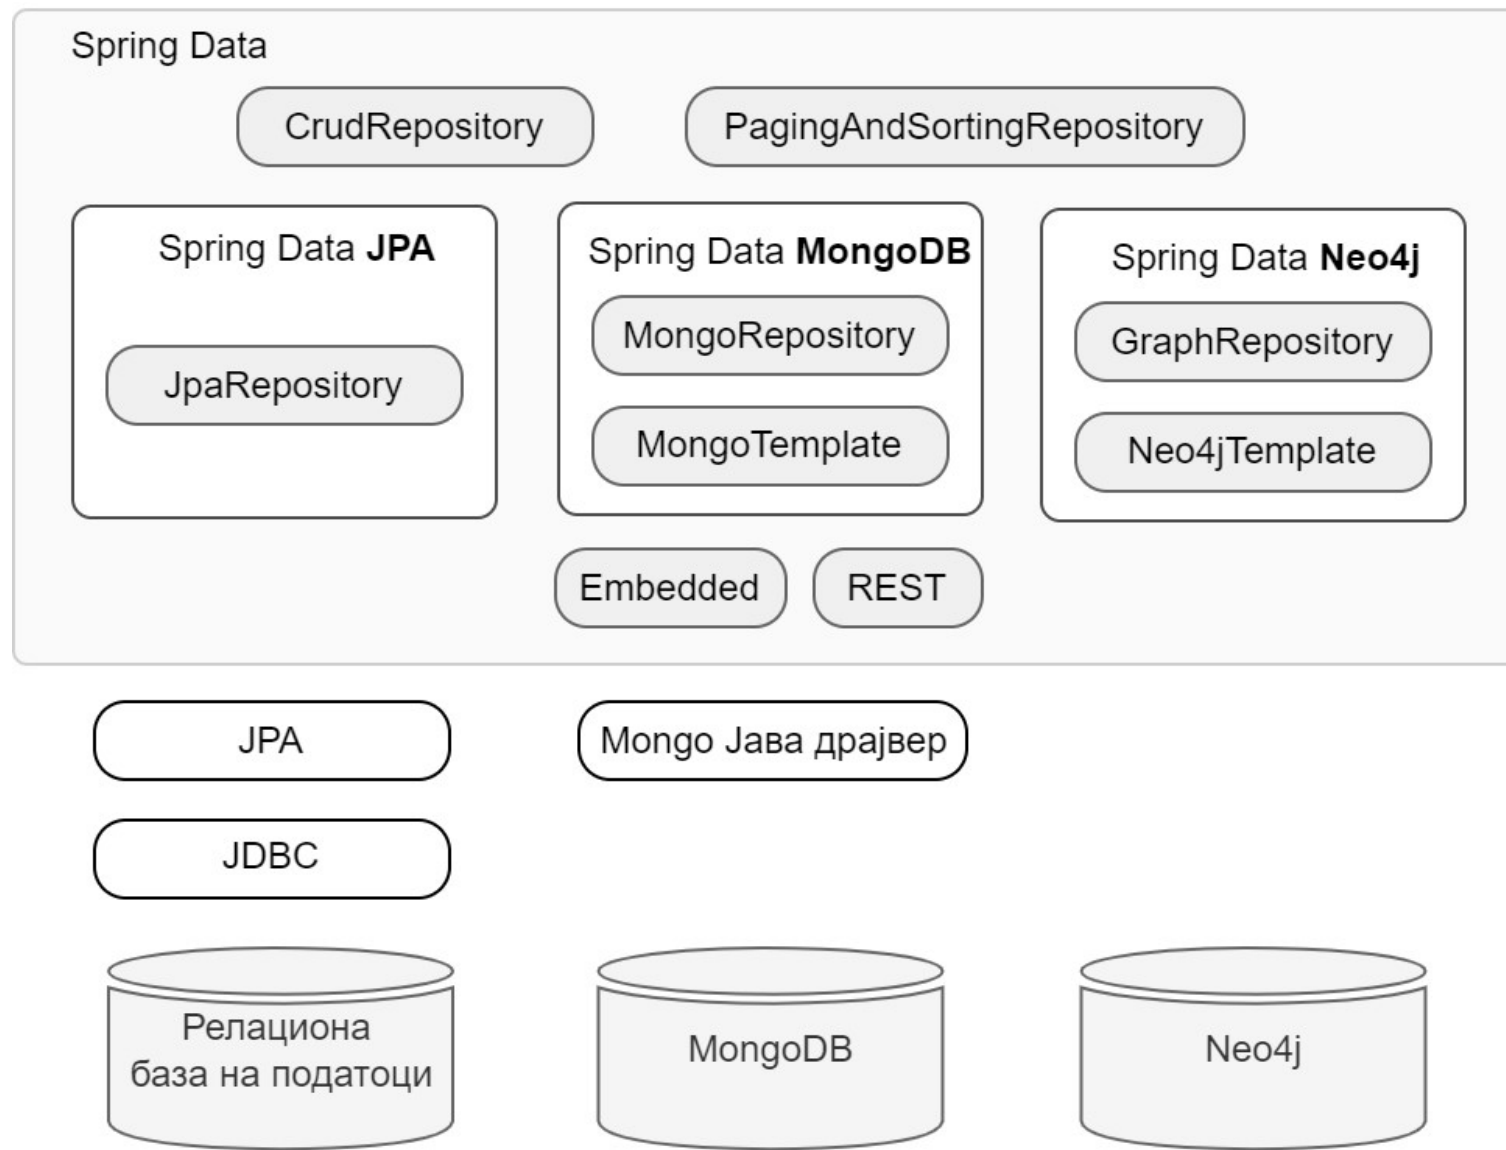 Spring Data
CrudRepository
PagingAndSortingRepository
Spring Data JPA
JpaRepository
Spring Data MongoDB
MongoRepository
MongoTemplate
Spring Data Neo4j
GraphRepository
Neo4jTemplate
Embedded
REST
JPA
Mongo Јава драјвер
JDBC
Релациона
база на податоци
MongoDB
Neo4j